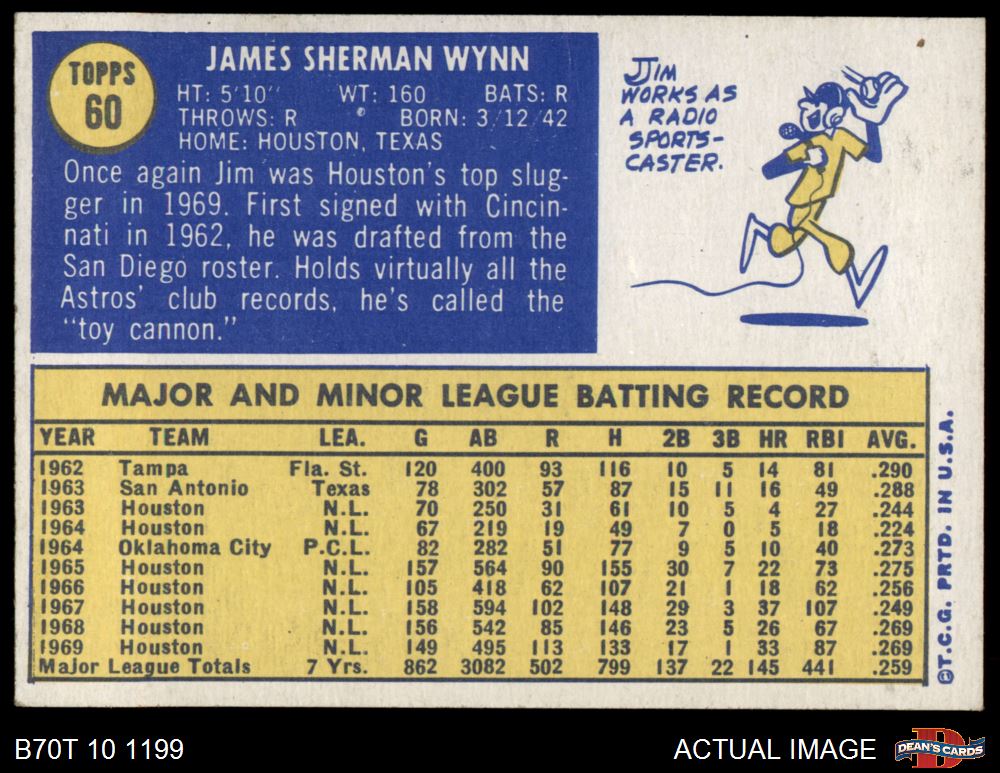 TOPPS
60
JAMES SHERMAN WYNN
HT: 5'10" WT: 160 BATS: R
THROWS: R BORN: 3/12/42
HOME: HOUSTON, TEXAS
Once again Jim was Houston's top slug-
ger in 1969. First signed with Cincin-
nati in 1962, he was drafted from the
San Diego roster. Holds virtually all the
Astros' club records, he's called the
"toy cannon."
JIM
WORKS AS
A RADIO
SPORTS-
CASTER.
MAJOR AND MINOR LEAGUE BATTING RECORD
YEAR TEAM LEA. G AB R H 2B 3B HR RBI AVG.
1962 Tampa Fla. St. 120 400 93 116 10 5 14 81 .290
1963 San Antonio Texas 78 302 57 87 15 11 16 49 .288
1963 Houston N.L. 70 250 31 61 10 5 4 27 .244
1964 Houston N.L. 67 219 19 49 7 0 5 18 .224
1964 Oklahoma City P.C.L. 82 282 51 77 9 5 10 40 .273
1965 Houston N.L. 157 564 90 155 30 7 22 73 .275
1966 Houston N.L. 105 418 62 107 21 1 18 62 .256
1967 Houston N.L. 158 594 102 148 29 3 37 107 .249
1968 Houston N.L. 156 542 85 146 23 5 26 67 .269
1969 Houston N.L. 149 495 113 133 17 1 33 87 .269
Major League Totals 7 Yrs. 862 3082 502 799 137 22 145 441 .259
©T.C.G. PRTD. IN U.S.A.
B70T 10 1199
ACTUAL IMAGE
DEAN'S CARDS